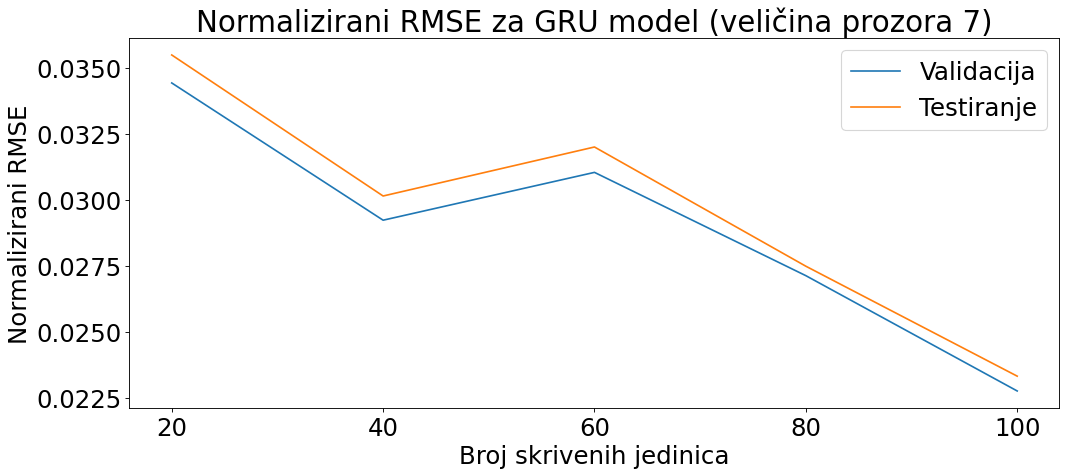 Normalizirani RMSE za GRU model (veličina prozora 7)
Normalizirani RMSE
0.0350
0.0325
0.0300
0.0275
0.0250
0.0225
Validacija
Testiranje
20 40 60 80 100
Broj skrivenih jedinica